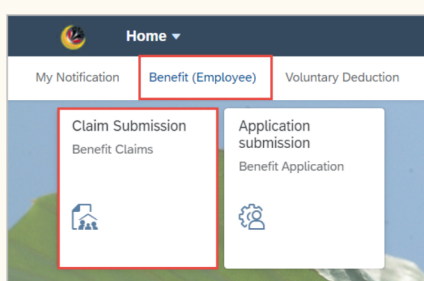 Home
My Notification
Benefit (Employee)
Voluntary Deduction
Claim Submission
Benefit Claims
Application
submission
Benefit Application